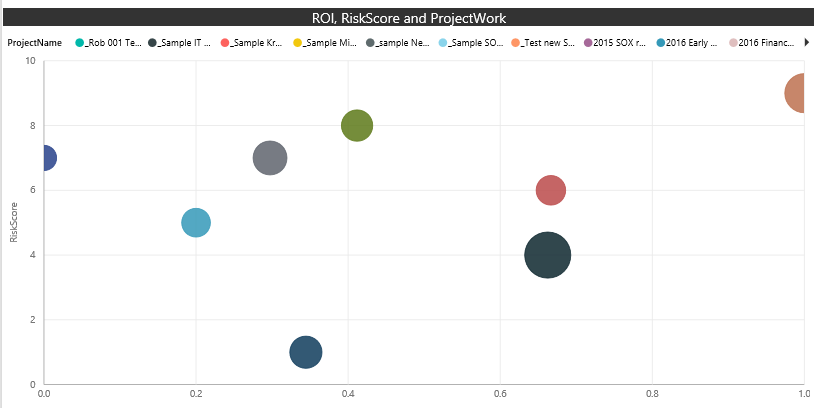 ROI, RiskScore and ProjectWork
ProjectName _Rob 001 Te... _Sample IT ... _Sample Kr... _Sample Mi... _sample Ne... _Sample SO... _Test new S... 2015 SOX r... 2016 Early ... 2016 Financ...
10
8
6
4
2
0
RiskScore
0.0 0.2 0.4 0.6 0.8 1.0